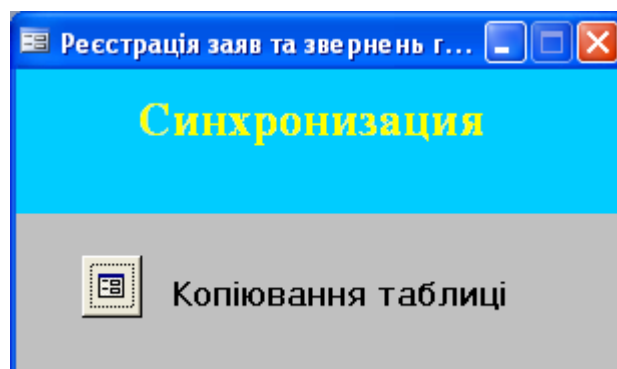 Реєстрація заяв та звернень г...
Синхронизация
Копіювання таблиці